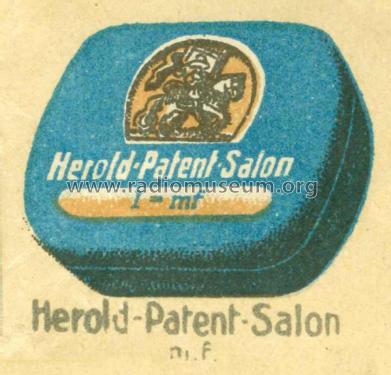 Herold-Patent-Salon
1 = mf
www.radiomuseum.org
Herold-Patent-Salon
m.f.